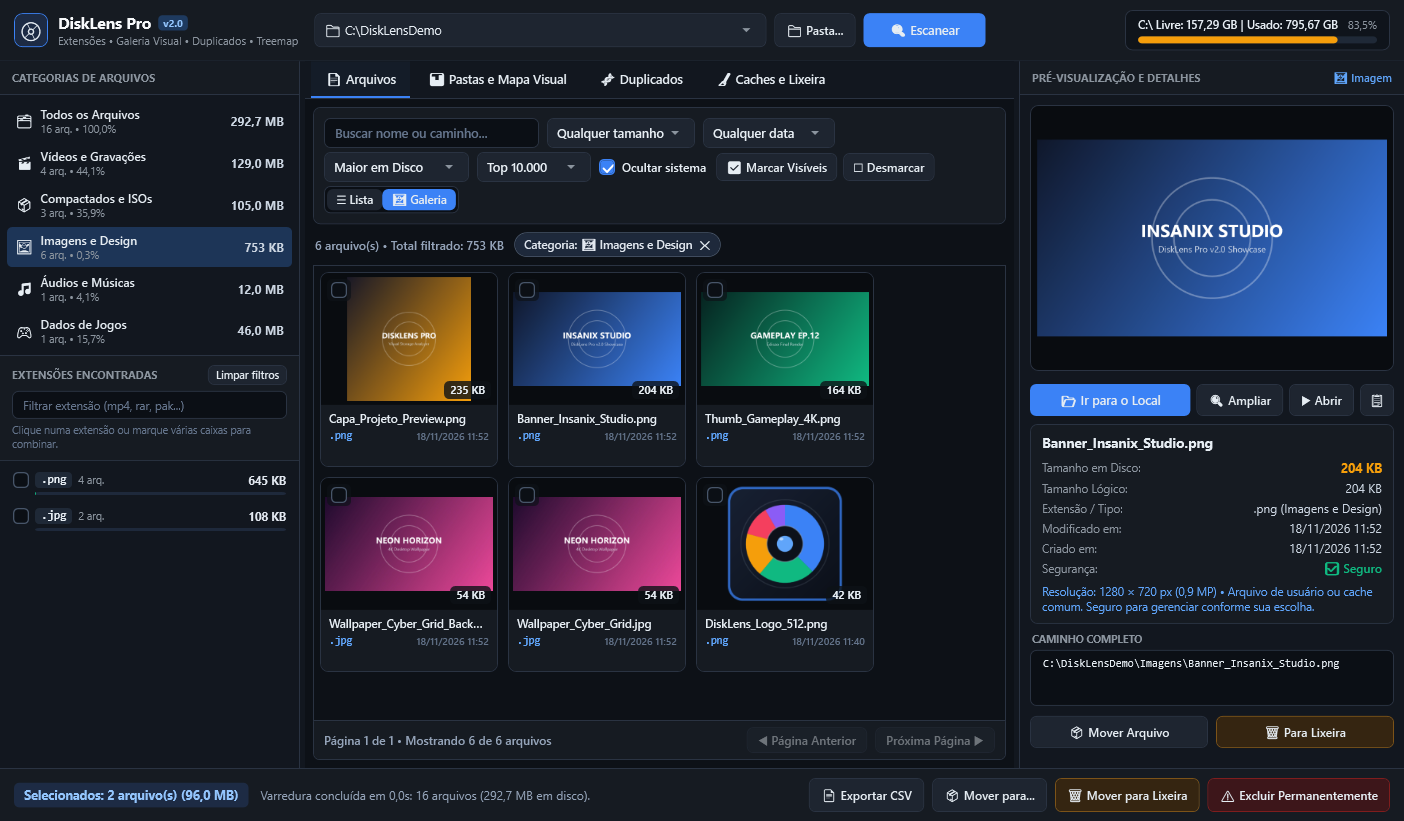 DiskLens Pro v2.0
Extensões • Galeria Visual • Duplicados • Treemap
C:\DiskLensDemo
Pasta...
Escanear
C:\ Livre: 157,29 GB | Usado: 795,67 GB 83,5%
CATEGORIAS DE ARQUIVOS
Todos os Arquivos
16 arq. • 100,0%
292,7 MB
Vídeos e Gravações
4 arq. • 44,1%
129,0 MB
Compactados e ISOs
3 arq. • 35,9%
105,0 MB
Imagens e Design
6 arq. • 0,3%
753 KB
Áudios e Músicas
1 arq. • 4,1%
12,0 MB
Dados de Jogos
1 arq. • 15,7%
46,0 MB
EXTENSÕES ENCONTRADAS
Limpar filtros
Filtrar extensão (mp4, rar, pak...)
Clique numa extensão ou marque várias caixas para
combinar.
.png 4 arq. 645 KB
.jpg 2 arq. 108 KB
Arquivos
Pastas e Mapa Visual
Duplicados
Caches e Lixeira
Buscar nome ou caminho...
Qualquer tamanho
Qualquer data
Maior em Disco
Top 10.000
Ocultar sistema
Marcar Visíveis
Desmarcar
Lista
Galeria
6 arquivo(s) • Total filtrado: 753 KB
Categoria: Imagens e Design
DISKLENS PRO
235 KB
Capa_Projeto_Preview.png
.png 18/11/2026 11:52
INSANIX STUDIO
DiskLens Pro v2.0 Showcase
204 KB
Banner_Insanix_Studio.png
.png 18/11/2026 11:52
GAMEPLAY EP.12
164 KB
Thumb_Gameplay_4K.png
.png 18/11/2026 11:52
NEON HORIZON
4K Desktop Wallpaper
54 KB
Wallpaper_Cyber_Grid_Back...
.jpg 18/11/2026 11:52
NEON HORIZON
4K Desktop Wallpaper
54 KB
Wallpaper_Cyber_Grid.jpg
.jpg 18/11/2026 11:52
42 KB
DiskLens_Logo_512.png
.png 18/11/2026 11:40
Página 1 de 1 • Mostrando 6 de 6 arquivos
Página Anterior
Próxima Página
PRÉ-VISUALIZAÇÃO E DETALHES
Imagem
INSANIX STUDIO
DiskLens Pro v2.0 Showcase
Ir para o Local
Ampliar
Abrir
Banner_Insanix_Studio.png
Tamanho em Disco: 204 KB
Tamanho Lógico: 204 KB
Extensão / Tipo: .png (Imagens e Design)
Modificado em: 18/11/2026 11:52
Criado em: 18/11/2026 11:52
Segurança: Seguro
Resolução: 1280 × 720 px (0,9 MP) • Arquivo de usuário ou cache
comum. Seguro para gerenciar conforme sua escolha.
CAMINHO COMPLETO
C:\DiskLensDemo\Imagens\Banner_Insanix_Studio.png
Mover Arquivo
Para Lixeira
Selecionados: 2 arquivo(s) (96,0 MB)
Varredura concluída em 0,0s: 16 arquivos (292,7 MB em disco).
Exportar CSV
Mover para...
Mover para Lixeira
Excluir Permanentemente